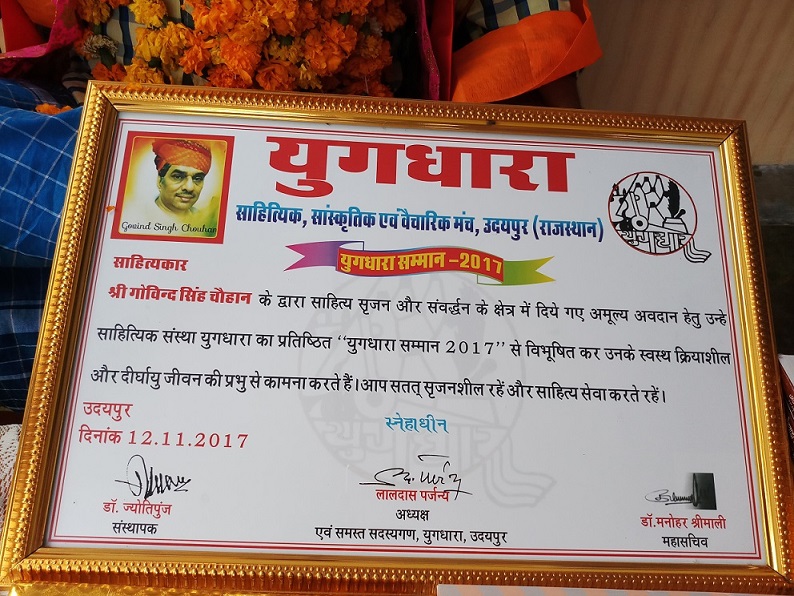 युगधारा
Govind Singh Chouhan
साहित्यिक, सांस्कृतिक एवं वैचारिक मंच, उदयपुर (राजस्थान)
युगधारा
युगधारा सम्मान –2017
साहित्यकार
श्री गोविन्द सिंह चौहान के द्वारा साहित्य सृजन और संवर्द्धन के क्षेत्र में दिये गए अमूल्य अवदान हेतु उन्हे
साहित्यिक संस्था युगधारा का प्रतिष्ठित “युगधारा सम्मान 2017” से विभूषित कर उनके स्वस्थ क्रियाशील
और दीर्घायु जीवन की प्रभु से कामना करते हैं। आप सतत् सृजनशील रहें और साहित्य सेवा करते रहें।
उदयपुर
दिनांक 12.11.2017
स्नेहाधीन
युगधारा
डॉ. ज्योतिपुंज
संस्थापक
लालदास पर्जन्य
अध्यक्ष
एवं समस्त सदस्यगण, युगधारा, उदयपुर
डॉ.मनोहर श्रीमाली
महासचिव